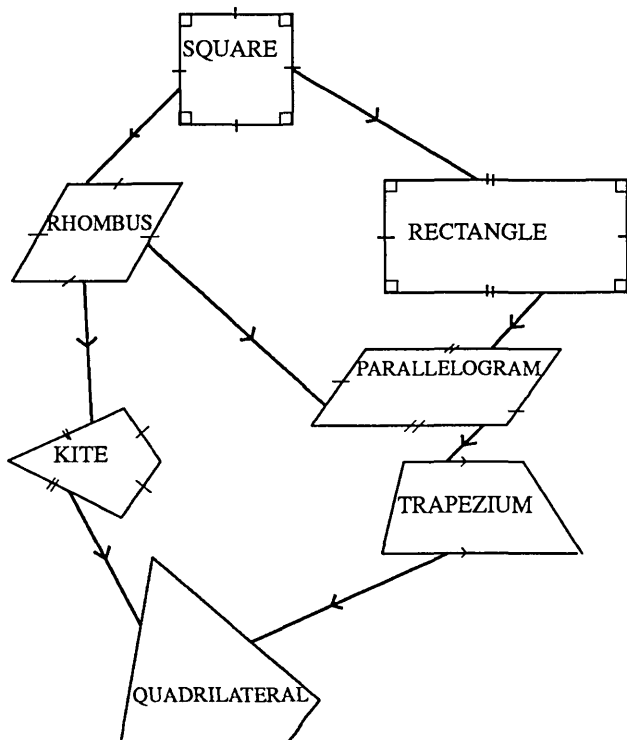 SQUARE
RHOMBUS
RECTANGLE
PARALLELOGRAM
KITE
TRAPEZIUM
QUADRILATERAL